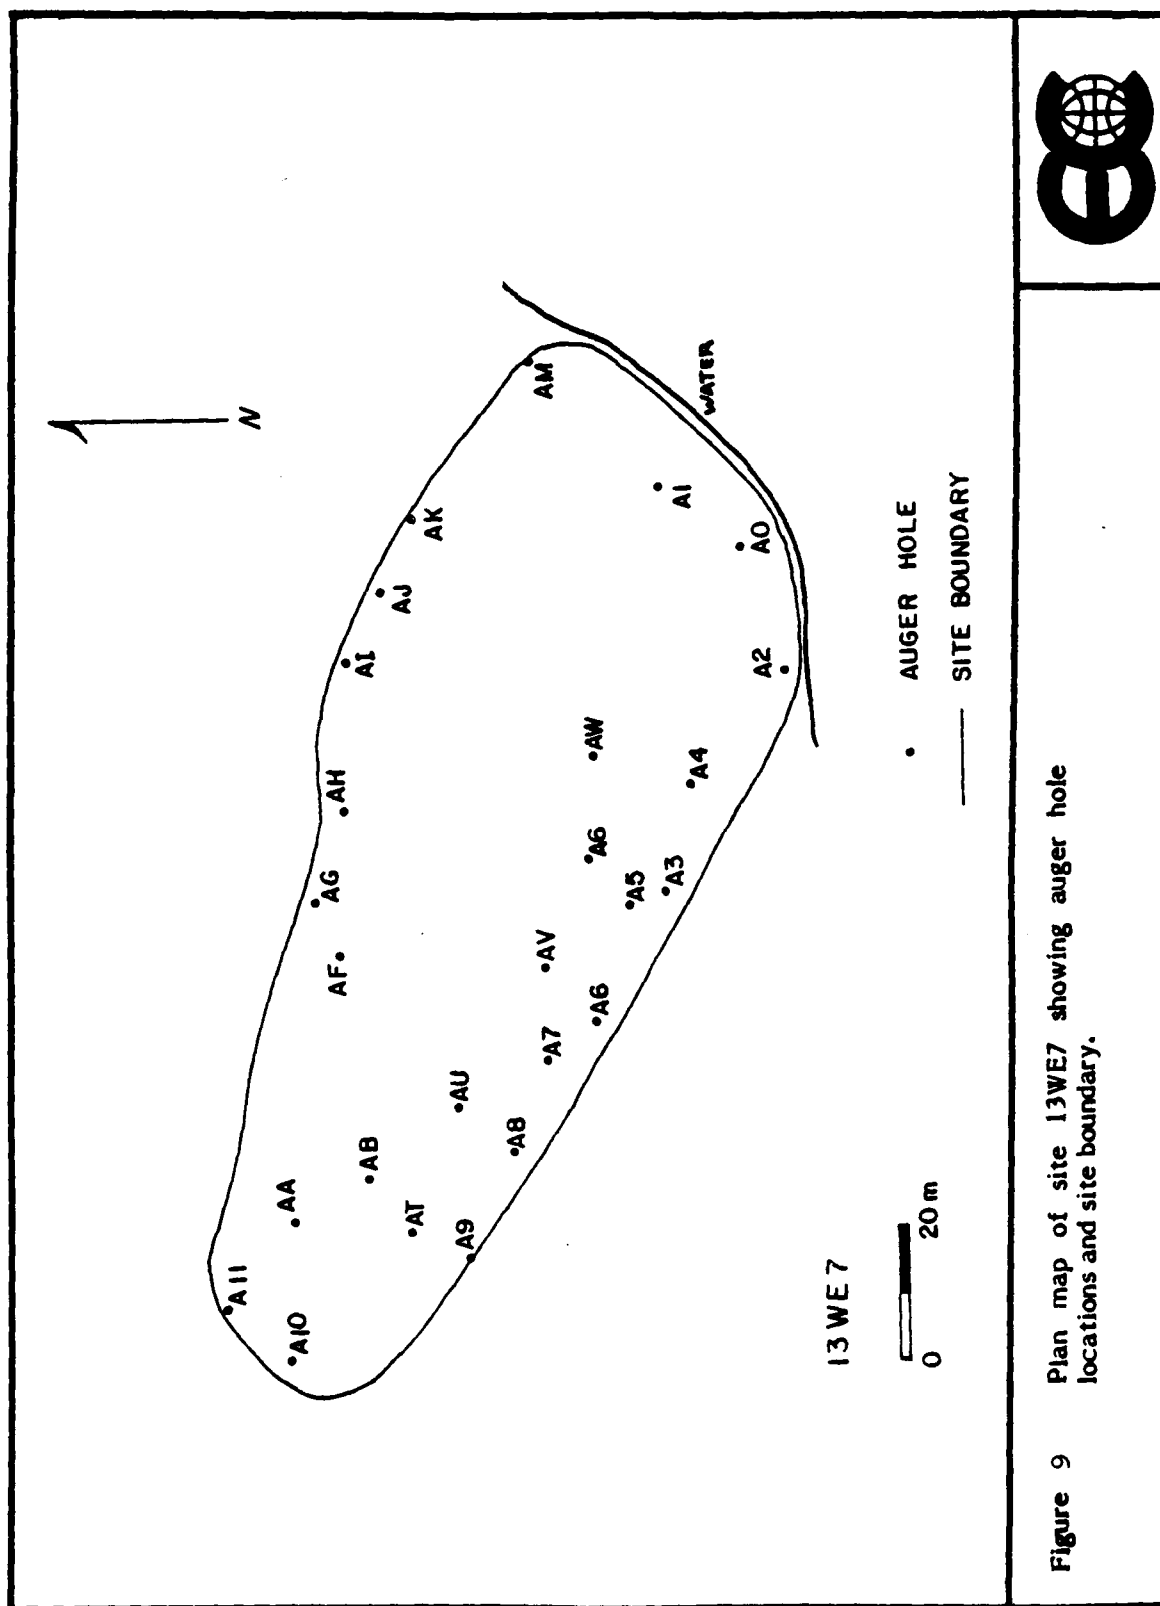 N
A11
A10
AA
AG
AH
AI
AJ
AK
AF
AB
AT
A9
AU
A8
A7
AV
A6
A6
A5
A3
AW
A4
AM
A1
AO
A2
WATER
13WE7
0 20m
AUGER HOLE
SITE BOUNDARY
Figure 9 Plan map of site 13WE7 showing auger hole
locations and site boundary.